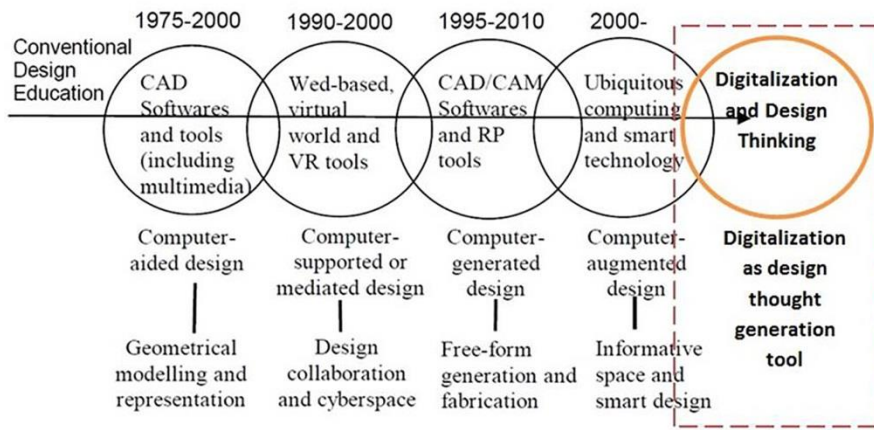 1975-2000
1990-2000
1995-2010
2000-
Conventional
Design
Education
CAD
Softwares
and tools
(including
multimedia)
Wed-based,
virtual
world and
VR tools
CAD/CAM
Softwares
and RP
tools
Ubiquitous
computing
and smart
technology
Digitalization
and Design
Thinking
Computer-
aided design
Computer-
supported or
mediated design
Computer-
generated
design
Computer-
augmented
design
Digitalization
as design
thought
generation
tool
Geometrical
modelling and
representation
Design
collaboration
and cyberspace
Free-form
generation and
fabrication
Informative
space and
smart design